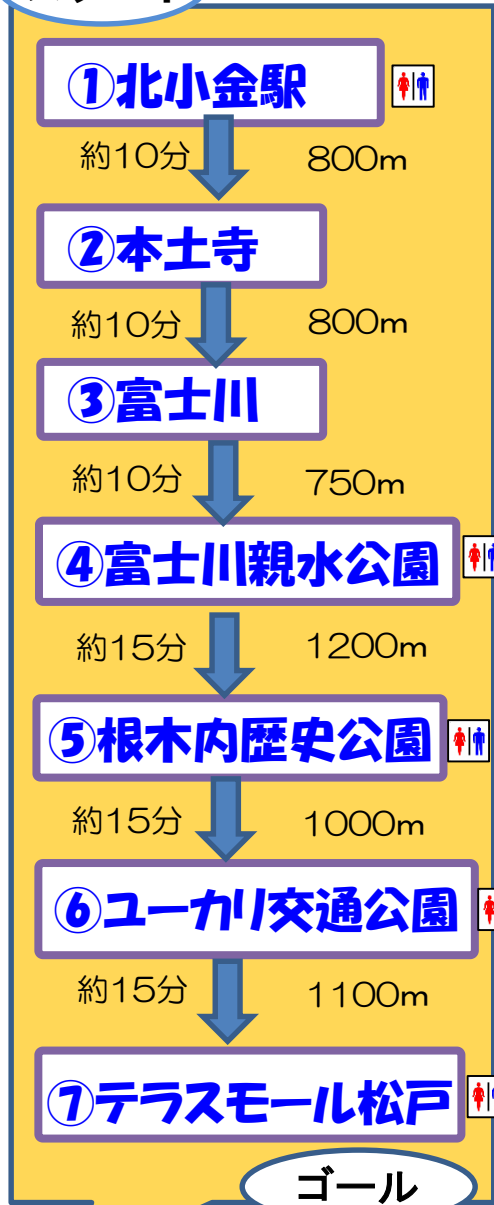 ①北小金駅
約10分 800m
②本土寺
約10分 800m
③富士川
約10分 750m
④富士川親水公園
約15分 1200m
⑤根木内歴史公園
約15分 1000m
⑥ユーカリ交通公園
約15分 1100m
⑦テラスモール松戸
ゴール